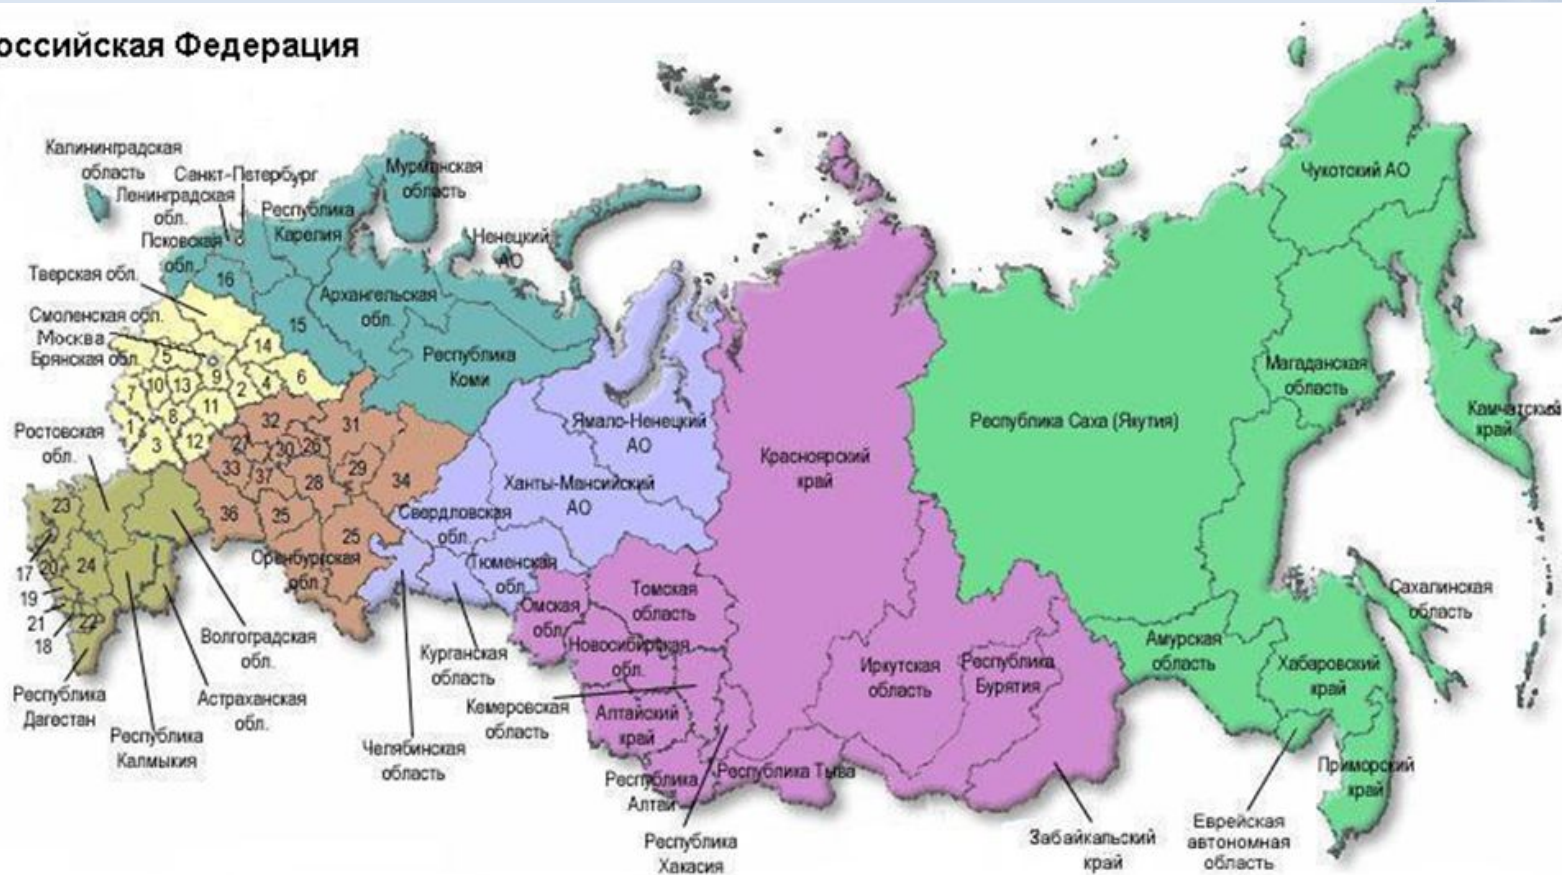 оссийская Федерация
Калининградская
область
Санкт-Петербург
Ленинградская
обл.
Мурманская
область
Республика
Карелия
Псковская
обл.
Ненецкий
АО
Чукотский АО
Тверская обл.
16
Архангельская
обл.
Смоленская обл.
Москва
Брянская обл.
15
14
5
Республика
Коми
Магаданская
область
7
10
13
9
2
4
6
11
8
1
3
12
32
31
Ямало-Ненецкий
АО
Республика Саха (Якутия)
Камчатский
край
Ростовская
обл.
27
30
26
33
37
28
29
34
Красноярский
край
Ханты-Мансийский
АО
23
36
35
25
Свердловская
обл.
Оренбургская
обл.
Тюменская
обл.
17
20
24
19
21
22
18
Томская
область
Омская
обл.
Сахалинская
область
Волгоградская
обл.
Новосибирская
обл.
Курганская
область
Иркутская
область
Республика
Бурятия
Амурская
область
Хабаровский
край
Республика
Дагестан
Астраханская
обл.
Кемеровская
область
Алтайский
край
Республика
Калмыкия
Челябинская
область
Республика
Алтай
Республика Тыва
Приморский
край
Республика
Хакасия
Забайкальский
край
Еврейская
автономная
область